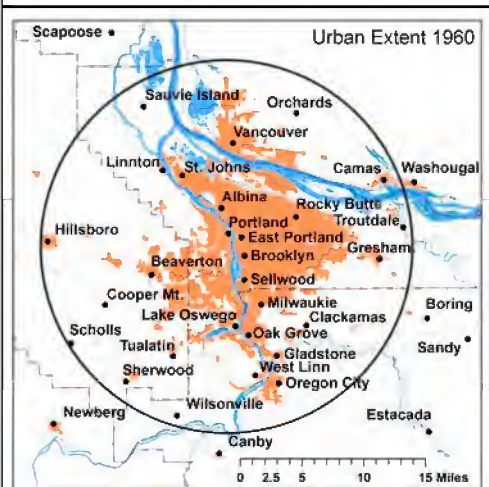 Urban Extent 1960
Scapoose
Sauvie Island
Orchards
Vancouver
Linnton
St. Johns
Camas
Washougal
Albina
Rocky Butte
Portland
Troutdale
Hillsboro
East Portland
Brooklyn
Gresham
Beaverton
Sellwood
Cooper Mt.
Milwaukie
Boring
Lake Oswego
Clackamas
Scholls
Oak Grove
Sandy
Tualatin
Gladstone
Sherwood
West Linn
Oregon City
Newberg
Wilsonville
Estacada
Canby
0 2.5 5 10 15 Miles